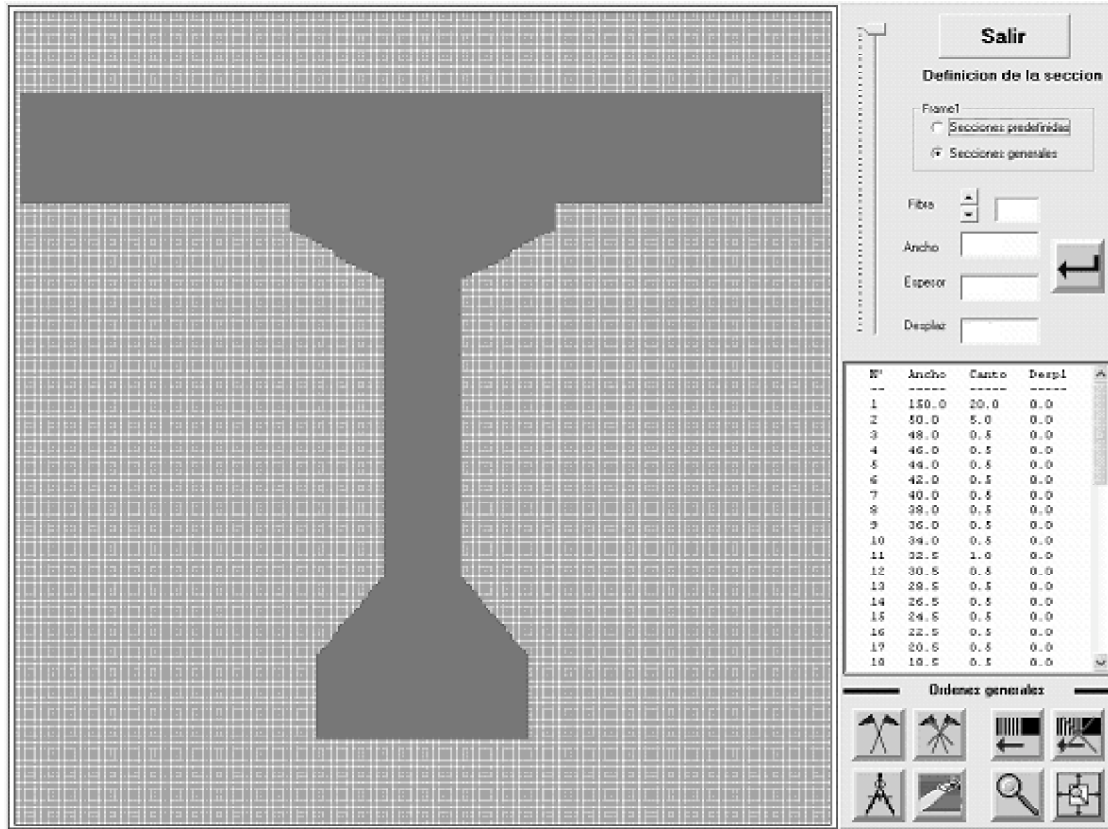 Salir
Definicion de la seccion
Frame1
Secciones predefinidas
Secciones generales
Fibra
Ancho
Espesor
Desplaz
Nº Ancho Canto Despl
-- ----- ----- -----
1 150.0 20.0 0.0
2 50.0 5.0 0.0
3 48.0 0.5 0.0
4 46.0 0.5 0.0
5 44.0 0.5 0.0
6 42.0 0.5 0.0
7 40.0 0.5 0.0
8 38.0 0.5 0.0
9 36.0 0.5 0.0
10 34.0 0.5 0.0
11 32.5 1.0 0.0
12 30.5 0.5 0.0
13 28.5 0.5 0.0
14 26.5 0.5 0.0
15 24.5 0.5 0.0
16 22.5 0.5 0.0
17 20.5 0.5 0.0
18 18.5 0.5 0.0
Ordenes generales